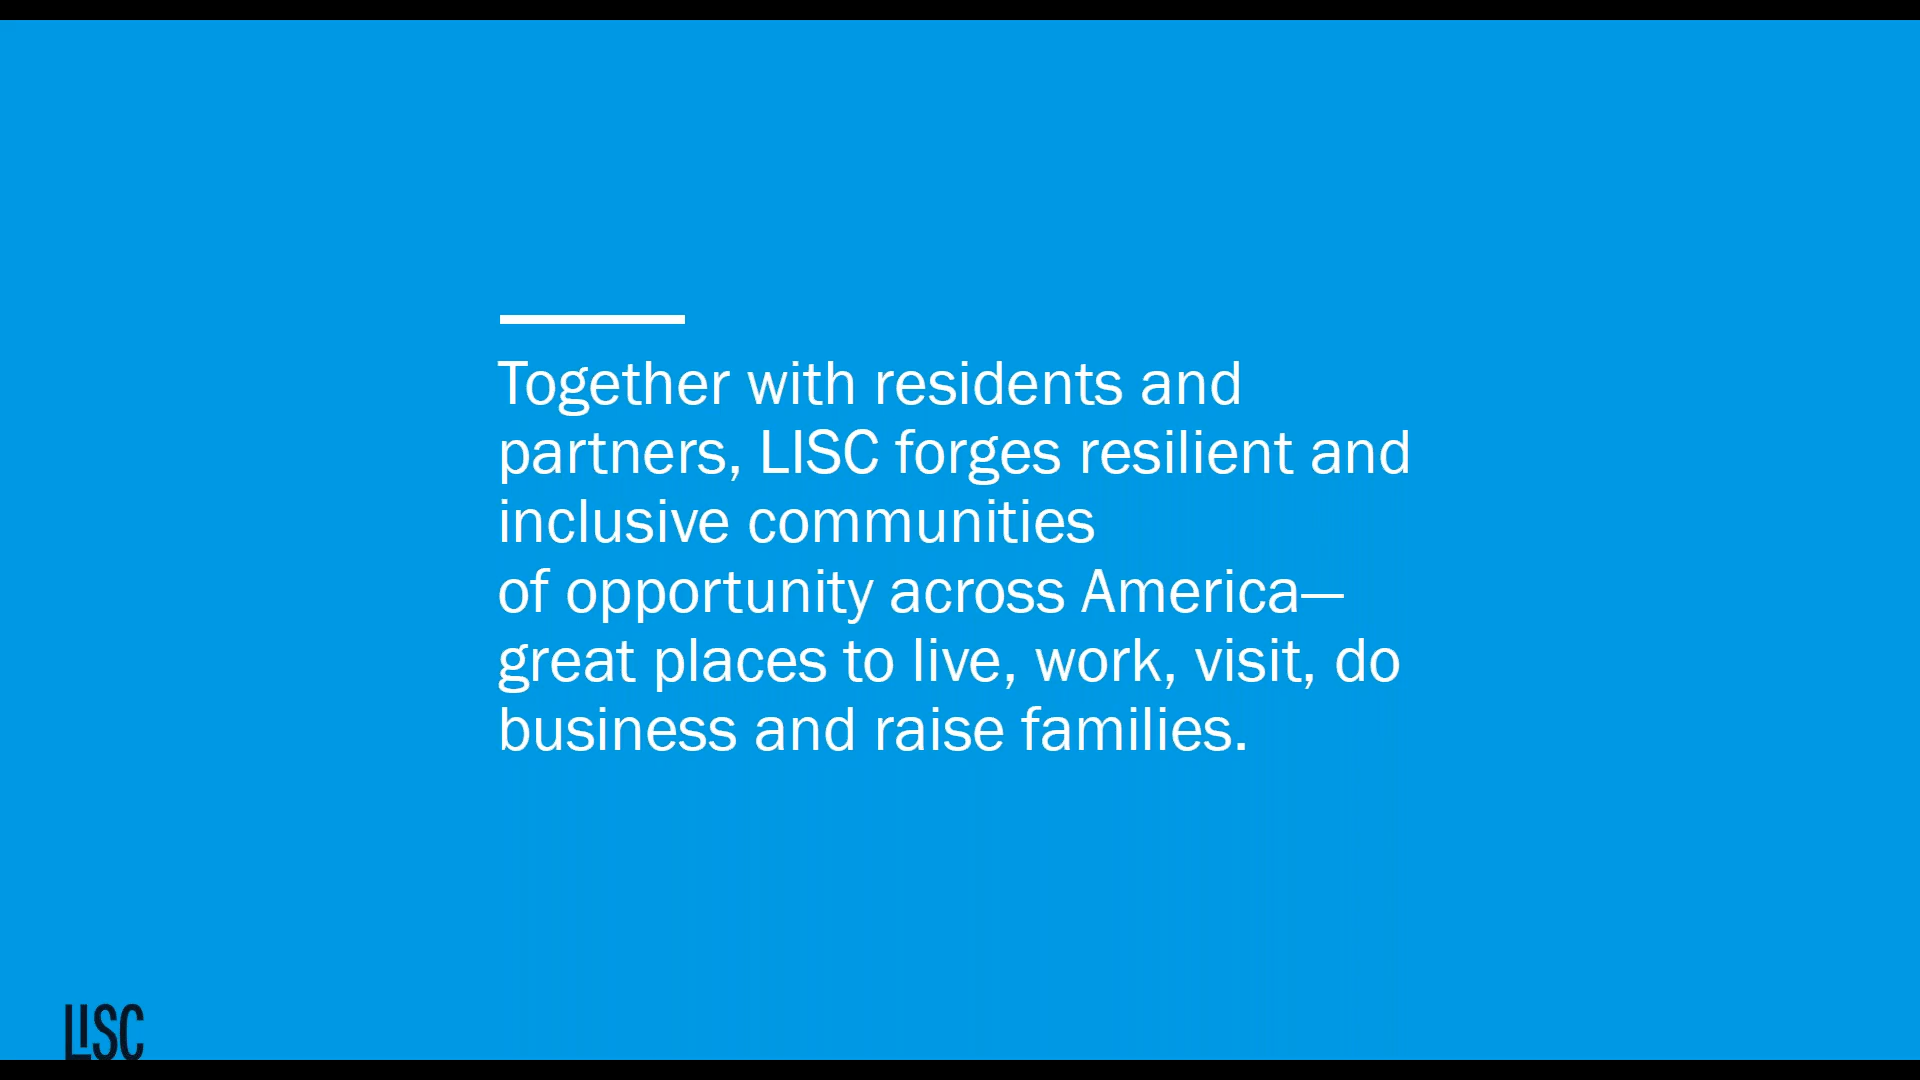 Together with residents and
partners, LISC forges resilient and
inclusive communities
of opportunity across America—
great places to live, work, visit, do
business and raise families.
LISC